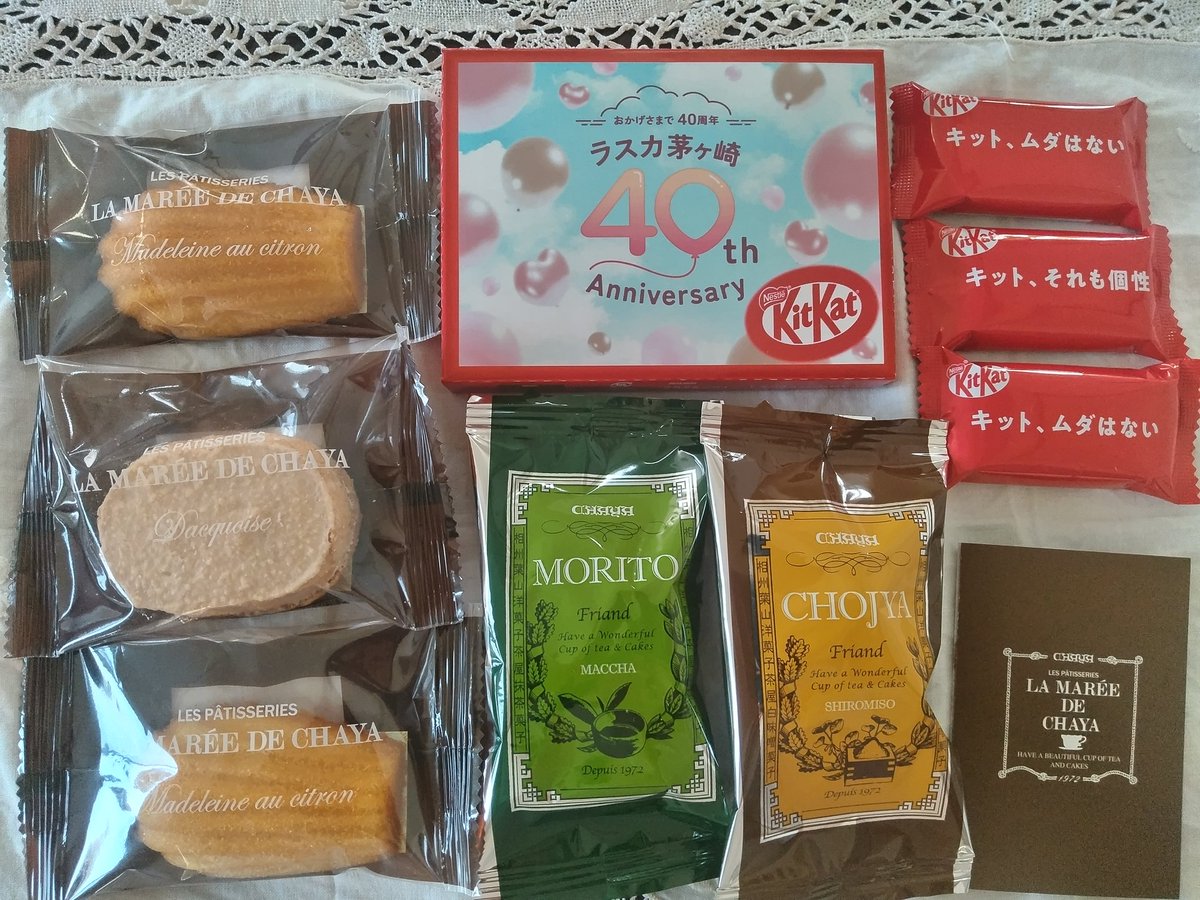 LES PÂTISSERIES
LA MARÉE DE CHAYA
Madeleine au citron
LES PÂTISSERIES
LA MARÉE DE CHAYA
Dacquoise
LES PÂTISSERIES
MARÉE DE CHAYA
Madeleine au citron
おかげさまで 40周年
ラスカ茅ヶ崎
40th
Anniversary
Nestlé
KitKat
KitKat
キット、ムダはない
KitKat
キット、それも個性
KitKat
キット、ムダはない
CHAYA
MORITO
Friand
Have a Wonderful
Cup of tea & Cakes
MACCHA
Depuis 1972
CHAYA
CHOJYA
Friand
Have a Wonderful
Cup of tea & Cakes
SHIROMISO
Depuis 1972
CHAYA
LES PÂTISSERIES
LA MARÉE
DE
CHAYA
HAVE A BEAUTIFUL CUP OF TEA
AND CAKES
1972